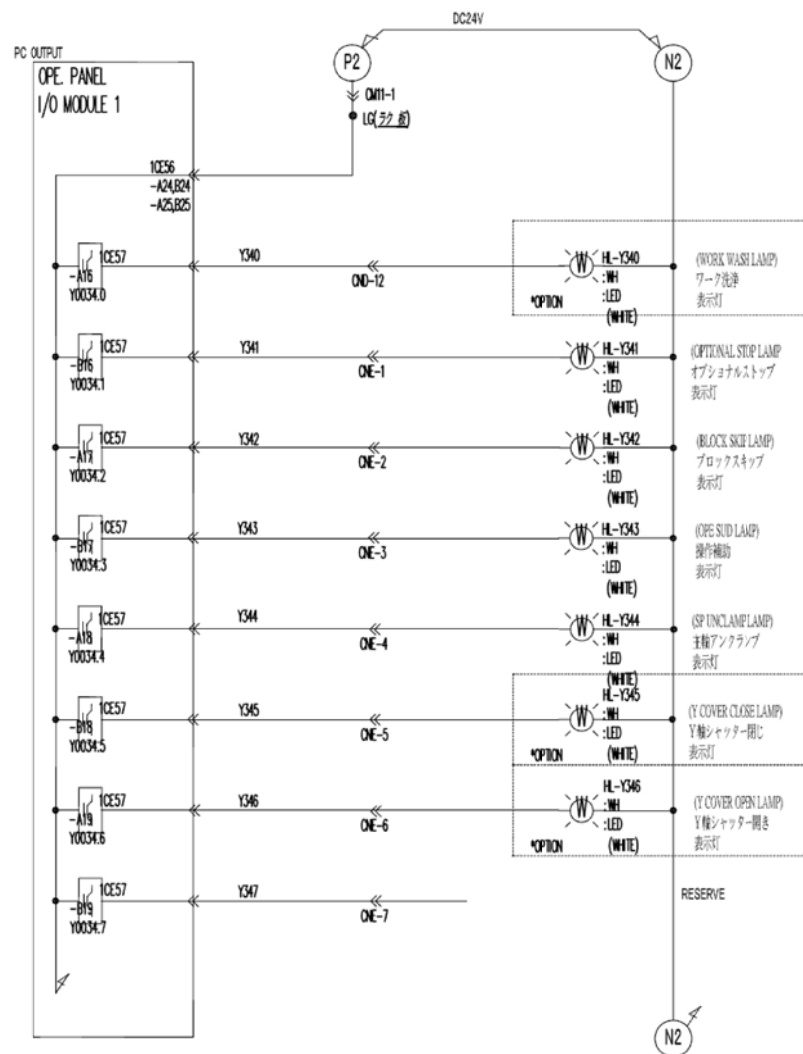 DC24V
PC OUTPUT
P2
N2
OPE. PANEL
I/O MODULE 1
CM11-1
LG(ラク 板)
1CE56
-A24,B24
-A25,B25
1CE57
-A16
Y0034.0
Y340
CND-12
*OPTION
W
HL-Y340
:WH
:LED
(WHITE)
(WORK WASH LAMP)
ワーク洗浄
表示灯
1CE57
-B16
Y0034.1
Y341
CNE-1
W
HL-Y341
:WH
:LED
(WHITE)
(OPTIONAL STOP LAMP
オプショナルストップ
表示灯
1CE57
-A17
Y0034.2
Y342
CNE-2
W
HL-Y342
:WH
:LED
(WHITE)
(BLOCK SKIP LAMP)
ブロックスキップ
表示灯
1CE57
-B17
Y0034.3
Y343
CNE-3
W
HL-Y343
:WH
:LED
(WHITE)
(OPE SUD LAMP)
操作補助
表示灯
1CE57
-A18
Y0034.4
Y344
CNE-4
W
HL-Y344
:WH
:LED
(WHITE)
(SP UNCLAMP LAMP)
主軸アンクランプ
表示灯
1CE57
-B18
Y0034.5
Y345
CNE-5
*OPTION
W
HL-Y345
:WH
:LED
(WHITE)
(Y COVER CLOSE LAMP)
Y軸シャッター閉じ
表示灯
1CE57
-A19
Y0034.6
Y346
CNE-6
*OPTION
W
HL-Y346
:WH
:LED
(WHITE)
(Y COVER OPEN LAMP)
Y軸シャッター開き
表示灯
1CE57
-B19
Y0034.7
Y347
CNE-7
RESERVE
N2